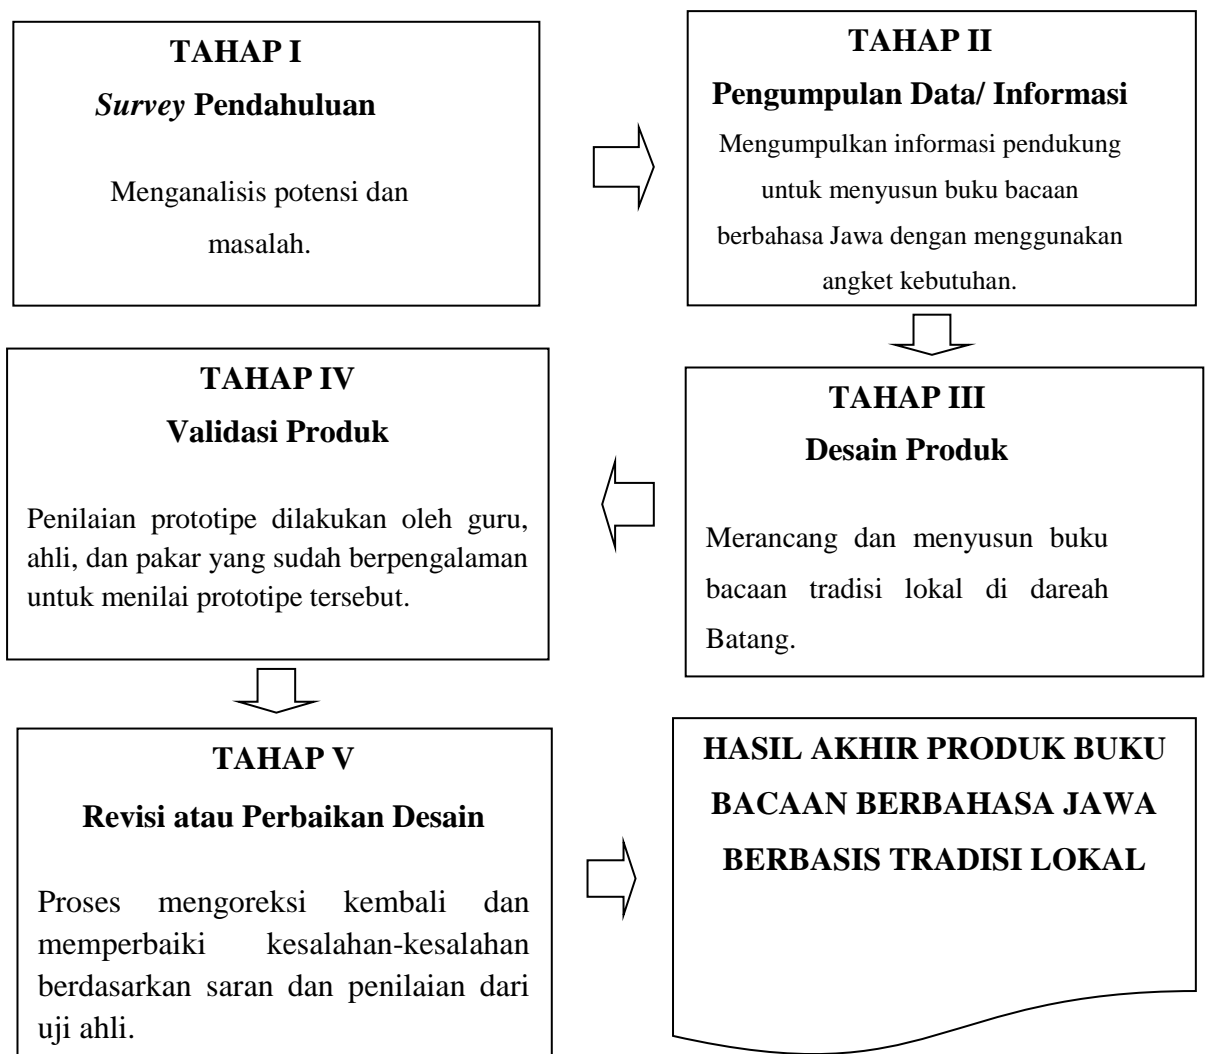 TAHAP I
Survey Pendahuluan
Menganalisis potensi dan
masalah.
TAHAP II
Pengumpulan Data/ Informasi
Mengumpulkan informasi pendukung
untuk menyusun buku bacaan
berbahasa Jawa dengan menggunakan
angket kebutuhan.
TAHAP III
Desain Produk
Merancang dan menyusun buku
bacaan tradisi lokal di dareah
Batang.
TAHAP IV
Validasi Produk
Penilaian prototipe dilakukan oleh guru,
ahli, dan pakar yang sudah berpengalaman
untuk menilai prototipe tersebut.
TAHAP V
Revisi atau Perbaikan Desain
Proses mengoreksi kembali dan
memperbaiki kesalahan-kesalahan
berdasarkan saran dan penilaian dari
uji ahli.
HASIL AKHIR PRODUK BUKU
BACAAN BERBAHASA JAWA
BERBASIS TRADISI LOKAL